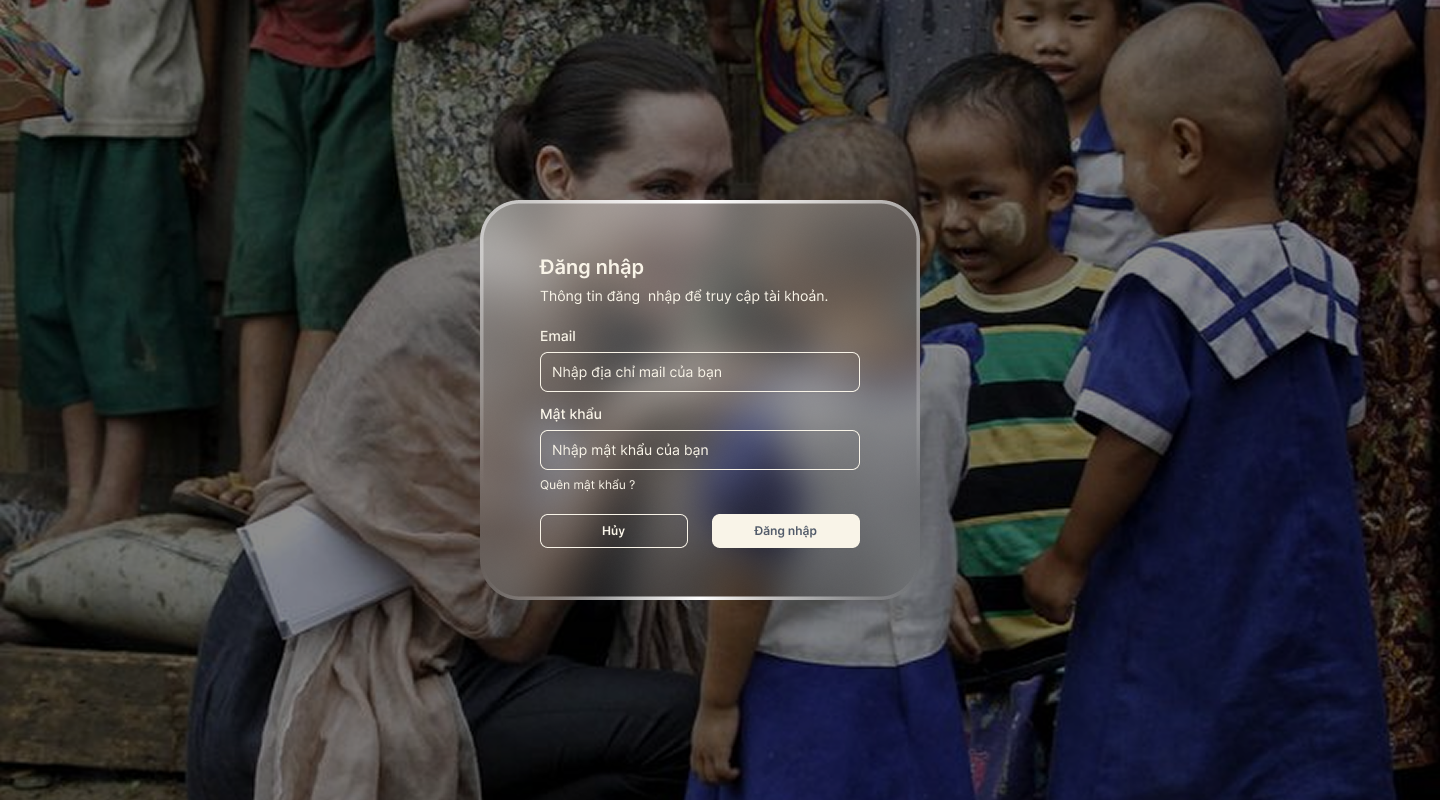 Đăng nhập
Thông tin đăng  nhập để truy cập tài khoản.
Email
Nhập địa chỉ mail của bạn
Mật khẩu
Nhập mật khẩu của bạn
Quên mật khẩu ?
Hủy
Đăng nhập